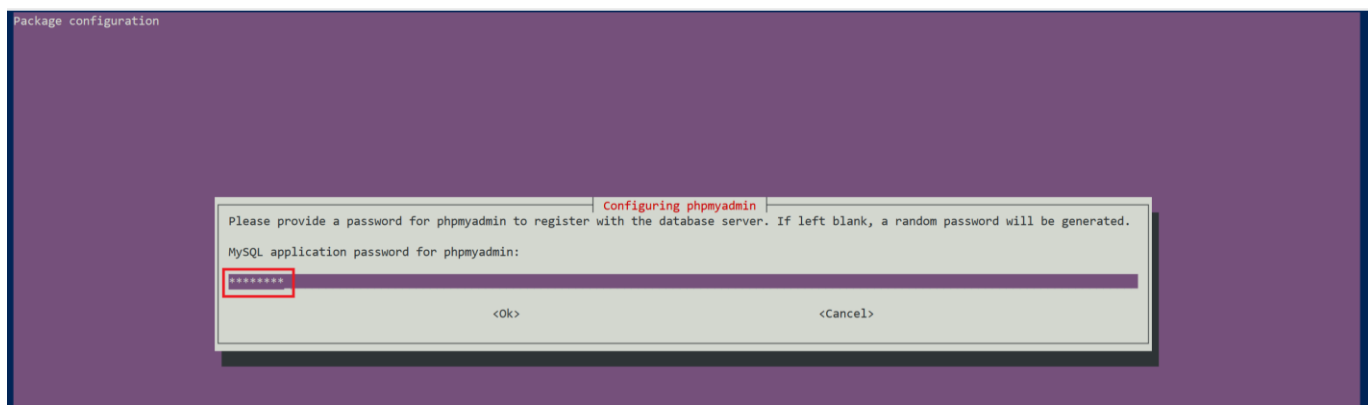 Package configuration
Configuring phpmyadmin
Please provide a password for phpmyadmin to register with the database server. If left blank, a random password will be generated.
MySQL application password for phpmyadmin:
********
<Ok> <Cancel>